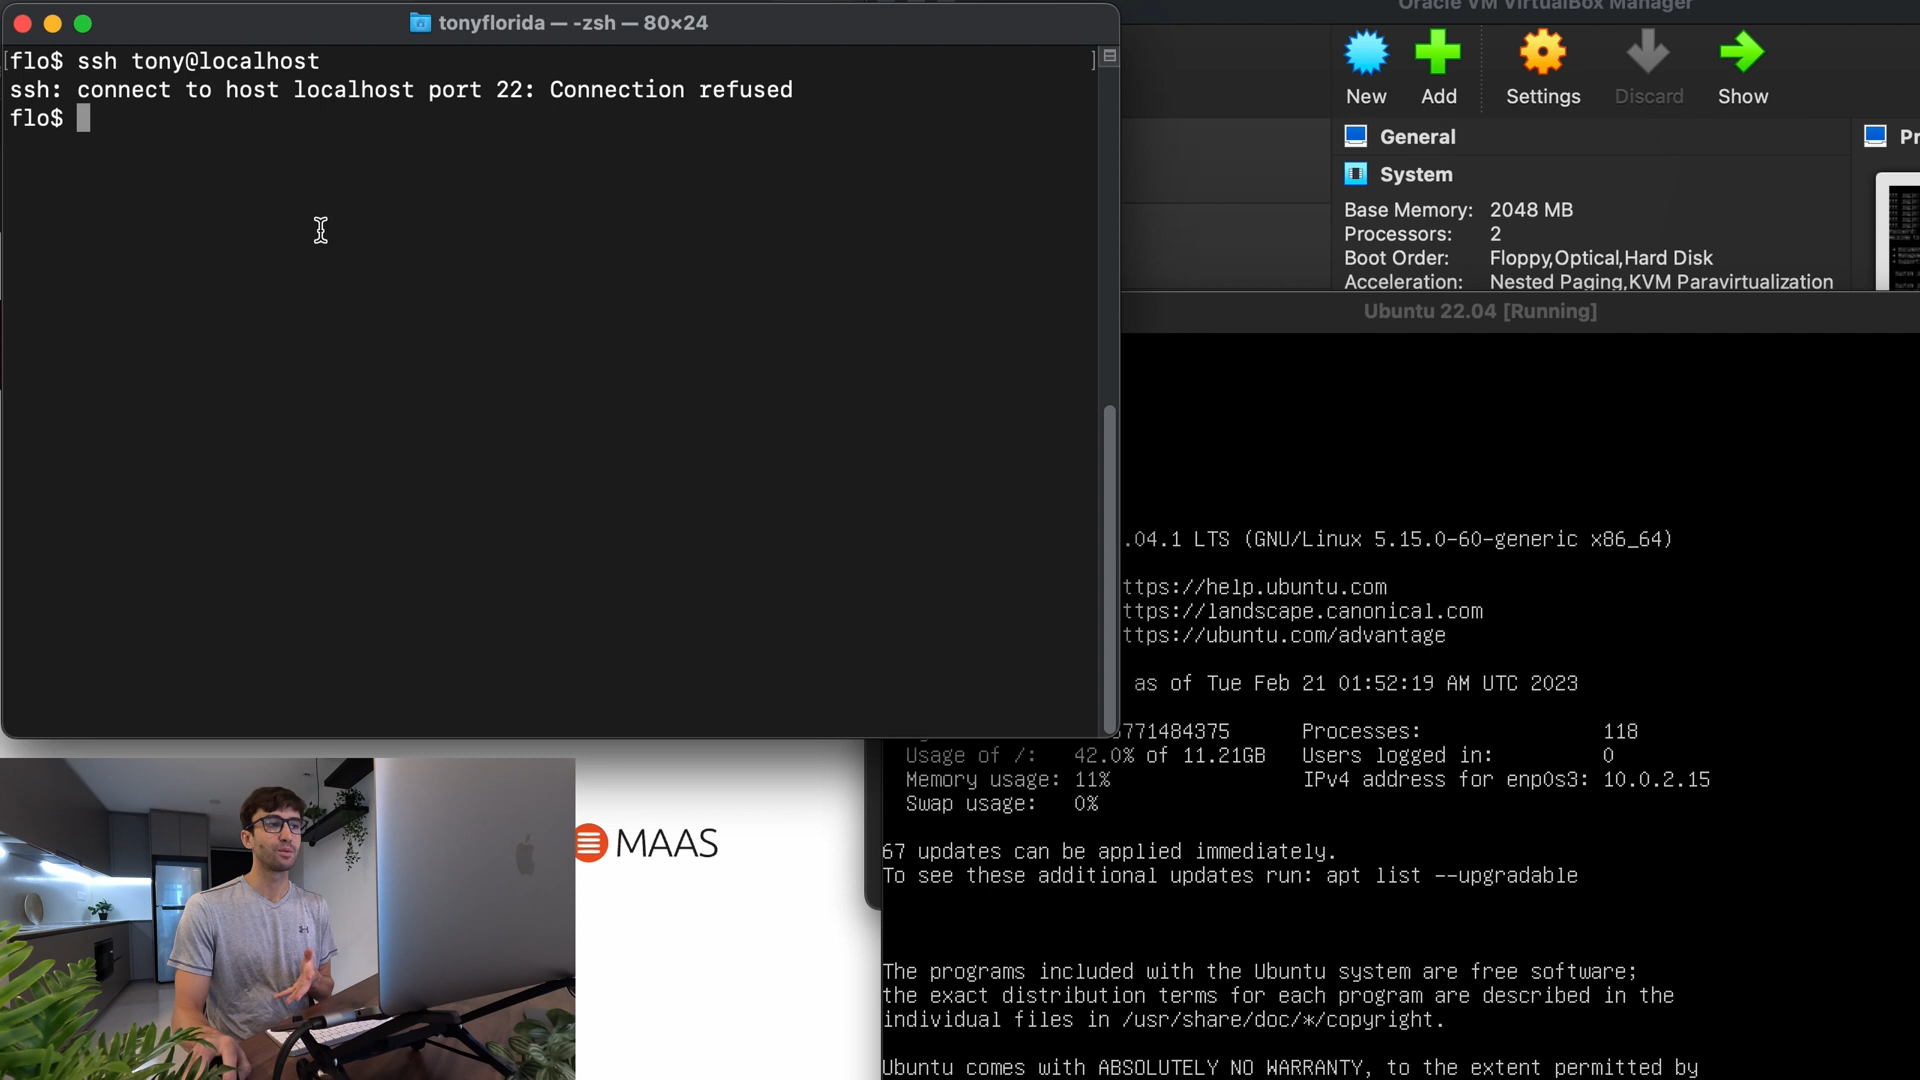 tonyflorida — -zsh — 80×24
flo$ ssh tony@localhost
ssh: connect to host localhost port 22: Connection refused
flo$
Oracle VM VirtualBox Manager
New
Add
Settings
Discard
Show
General
System
Base Memory: 2048 MB
Processors: 2
Boot Order: Floppy,Optical,Hard Disk
Acceleration: Nested Paging,KVM Paravirtualization
Pr
Ubuntu 22.04 [Running]
.04.1 LTS (GNU/Linux 5.15.0-60-generic x86_64)
ttps://help.ubuntu.com
ttps://landscape.canonical.com
ttps://ubuntu.com/advantage
as of Tue Feb 21 01:52:19 AM UTC 2023
5771484375 Processes: 118
Usage of /: 42.0% of 11.21GB Users logged in: 0
Memory usage: 11% IPv4 address for enp0s3: 10.0.2.15
Swap usage: 0%
67 updates can be applied immediately.
To see these additional updates run: apt list --upgradable
The programs included with the Ubuntu system are free software;
the exact distribution terms for each program are described in the
individual files in /usr/share/doc/*/copyright.
Ubuntu comes with ABSOLUTELY NO WARRANTY, to the extent permitted by
MAAS